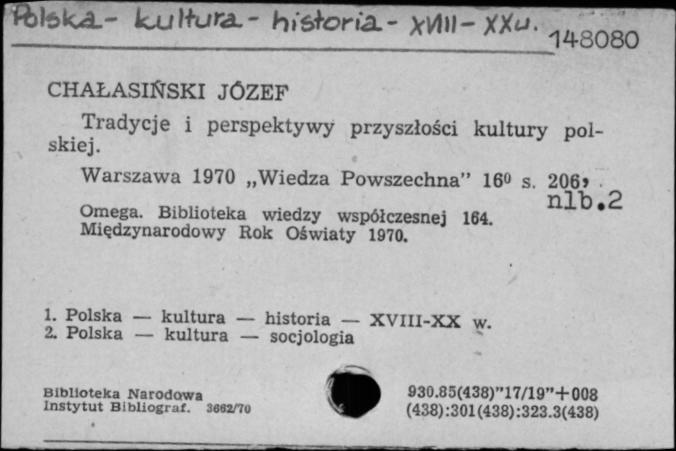 Polska - kultura - historia - XVIII - XX w.
148080
CHAŁASIŃSKI JÓZEF
Tradycje i perspektywy przyszłości kultury pol-
skiej.
Warszawa 1970 „Wiedza Powszechna” 16⁰ s. 206,
nlb.2
Omega. Biblioteka wiedzy współczesnej 164.
Międzynarodowy Rok Oświaty 1970.
1. Polska — kultura — historia — XVIII-XX w.
2. Polska — kultura — socjologia
Biblioteka Narodowa
Instytut Bibliograf. 3662/70
930.85(438)”17/19”+008
(438):301(438):323.3(438)